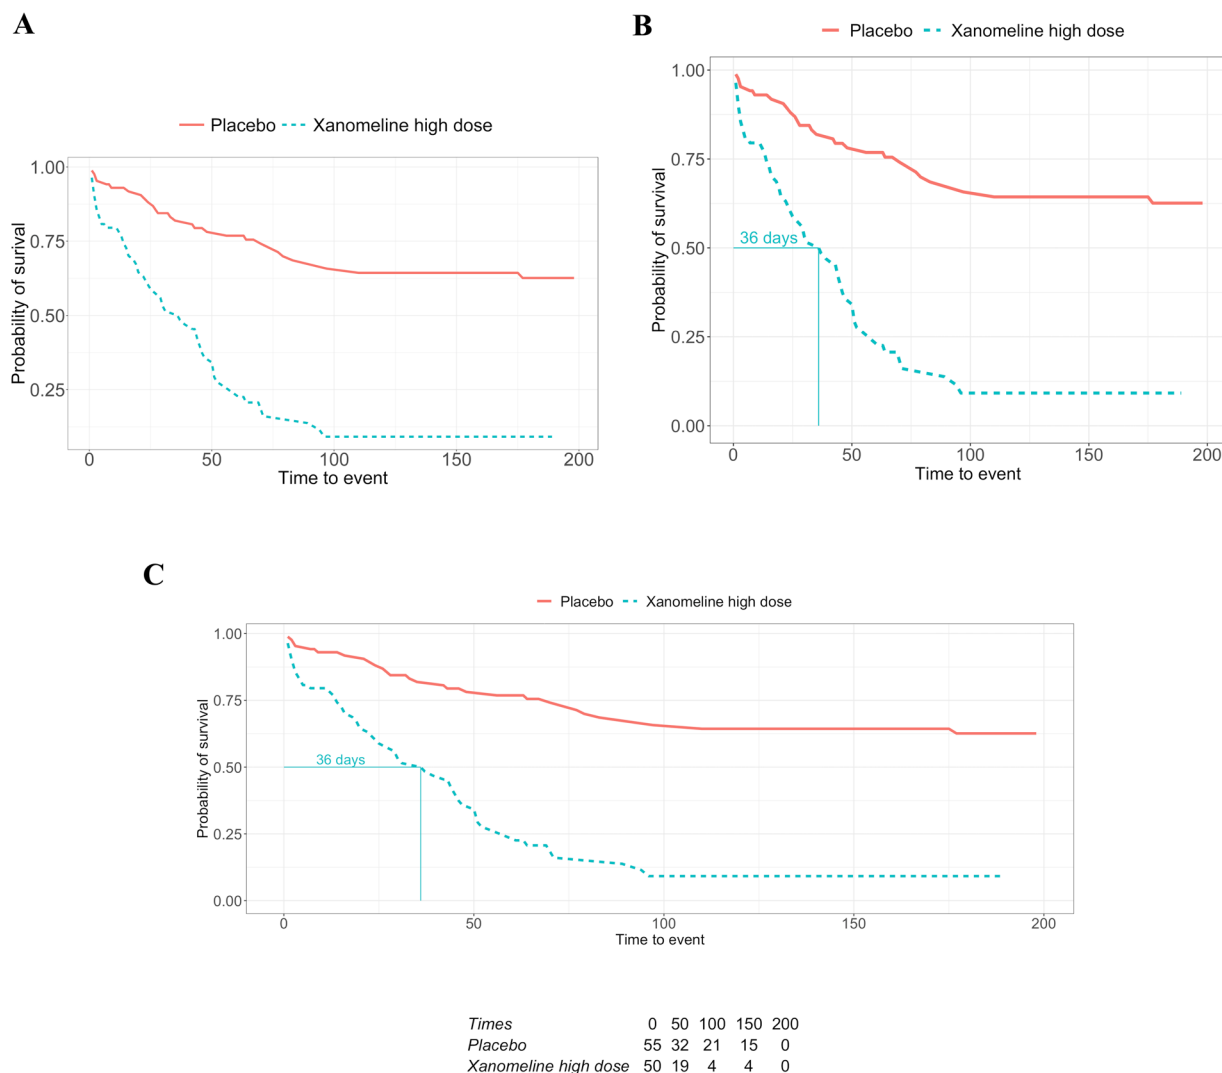 A
Placebo Xanomeline high dose
Probability of surival
1.00
0.75
0.50
0.25
0 50 100 150 200
Time to event
B
Placebo Xanomeline high dose
Probability of survival
1.00
0.75
0.50
0.25
0.00
36 days
0 50 100 150 200
Time to event
C
Placebo Xanomeline high dose
Probability of survival
1.00
0.75
0.50
0.25
0.00
36 days
0 50 100 150 200
Time to event
Times 0 50 100 150 200
Placebo 55 32 21 15 0
Xanomeline high dose 50 19 4 4 0